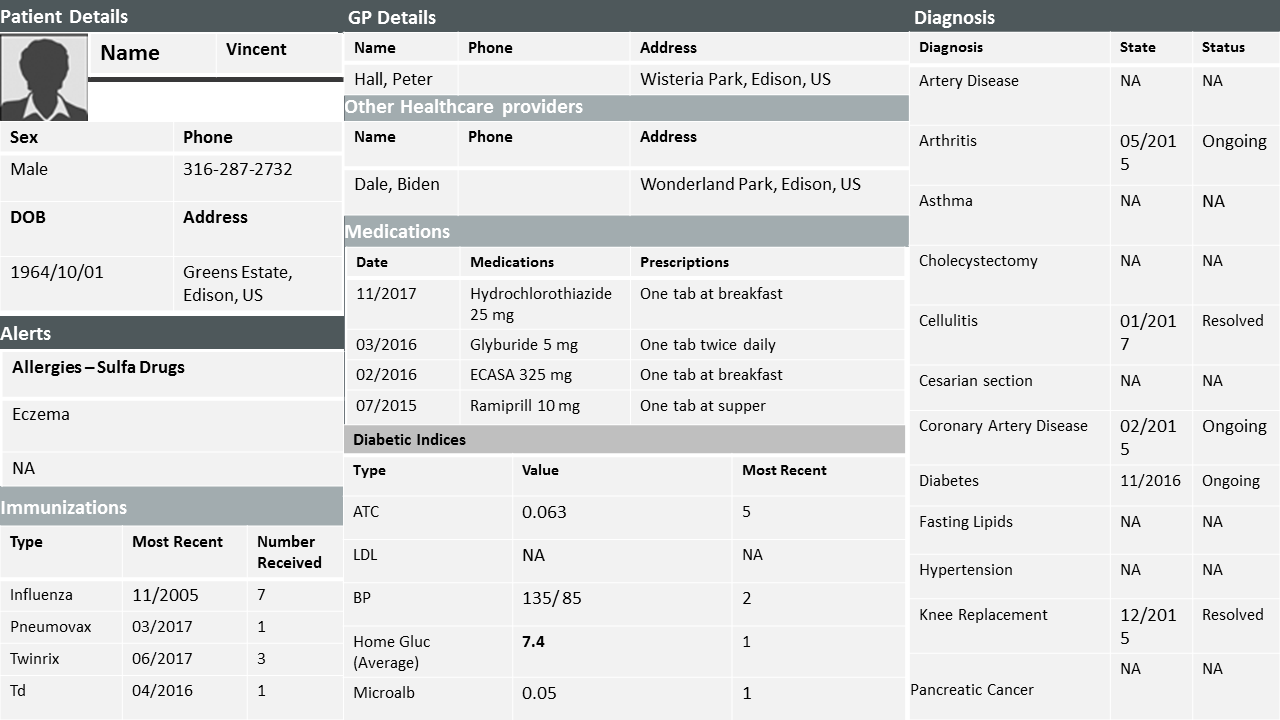 Patient Details
Name Vincent
Sex Phone
Male 316-287-2732
DOB Address
1964/10/01 Greens Estate,
Edison, US
Alerts
Allergies – Sulfa Drugs
Eczema
NA
Immunizations
Type Most Recent Number
Received
Influenza 11/2005 7
Pneumovax 03/2017 1
Twinrix 06/2017 3
Td 04/2016 1
GP Details
Name Phone Address
Hall, Peter Wisteria Park, Edison, US
Other Healthcare providers
Name Phone Address
Dale, Biden Wonderland Park, Edison, US
Medications
Date Medications Prescriptions
11/2017 Hydrochlorothiazide One tab at breakfast
25 mg
03/2016 Glyburide 5 mg One tab twice daily
02/2016 ECASA 325 mg One tab at breakfast
07/2015 Ramiprill 10 mg One tab at supper
Diabetic Indices
Type Value Most Recent
ATC 0.063 5
LDL NA NA
BP 135/ 85 2
Home Gluc 7.4 1
(Average)
Microalb 0.05 1
Diagnosis
Diagnosis State Status
Artery Disease NA NA
Arthritis 05/201 Ongoing
5
Asthma NA NA
Cholecystectomy NA NA
Cellulitis 01/201 Resolved
7
Cesarian section NA NA
Coronary Artery Disease 02/201 Ongoing
5
Diabetes 11/2016 Ongoing
Fasting Lipids NA NA
Hypertension NA NA
Knee Replacement 12/201 Resolved
5
NA NA
Pancreatic Cancer